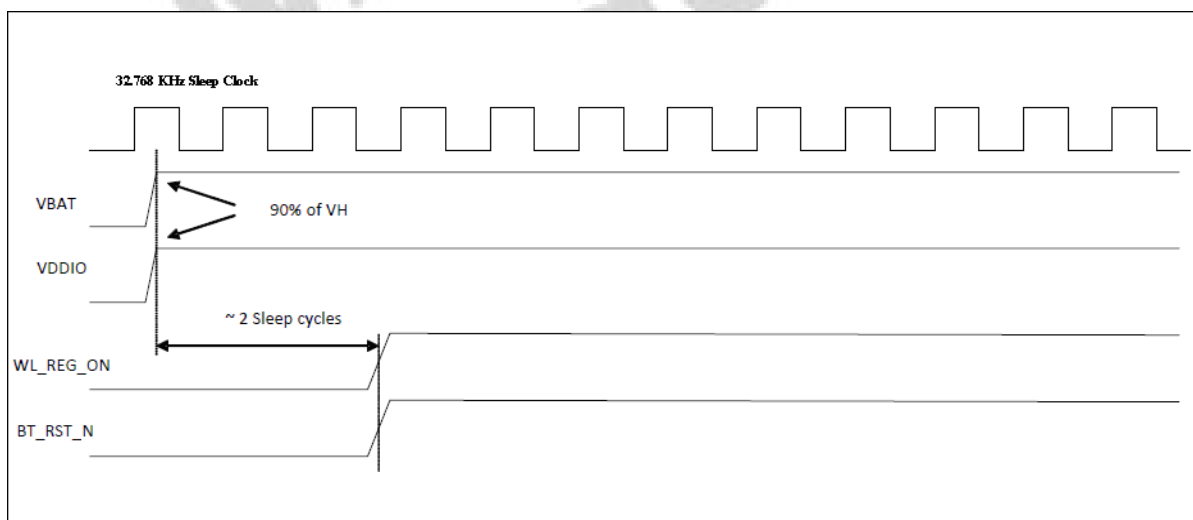 32.768 KHz Sleep Clock
VBAT
90% of VH
VDDIO
~ 2 Sleep cycles
WL_REG_ON
BT_RST_N